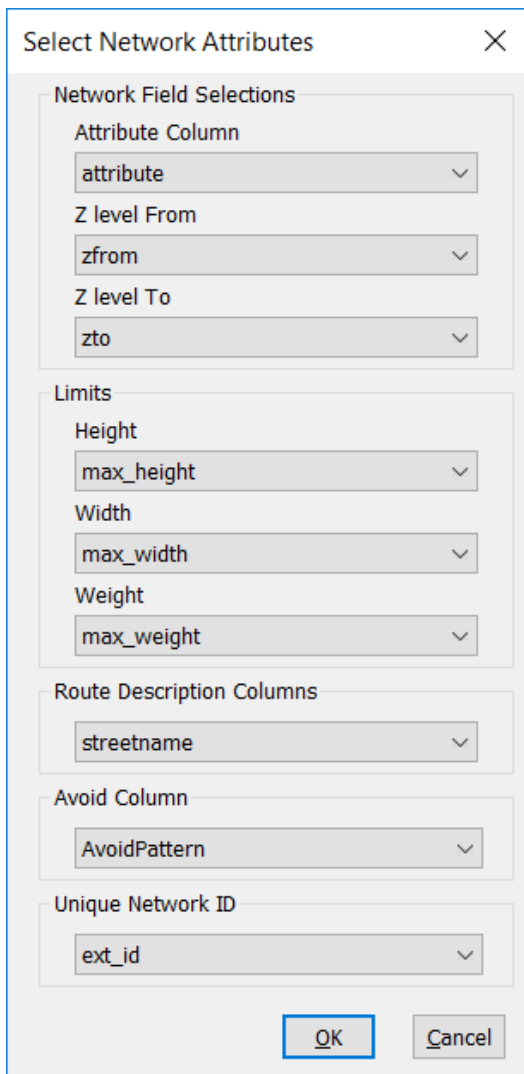 Select Network Attributes
Network Field Selections
Attribute Column
attribute
Z level From
zfrom
Z level To
zto
Limits
Height
max_height
Width
max_width
Weight
max_weight
Route Description Columns
streetname
Avoid Column
AvoidPattern
Unique Network ID
ext_id
OK Cancel